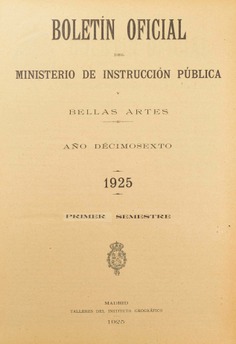 BOLETÍN OFICIAL
DEL
MINISTERIO DE INSTRUCCIÓN PÚBLICA
Y
BELLAS ARTES
AÑO DÉCIMOSEXTO
1925
PRIMER SEMESTRE
MADRID
TALLERES DEL INSTITUTO GEOGRÁFICO
1925